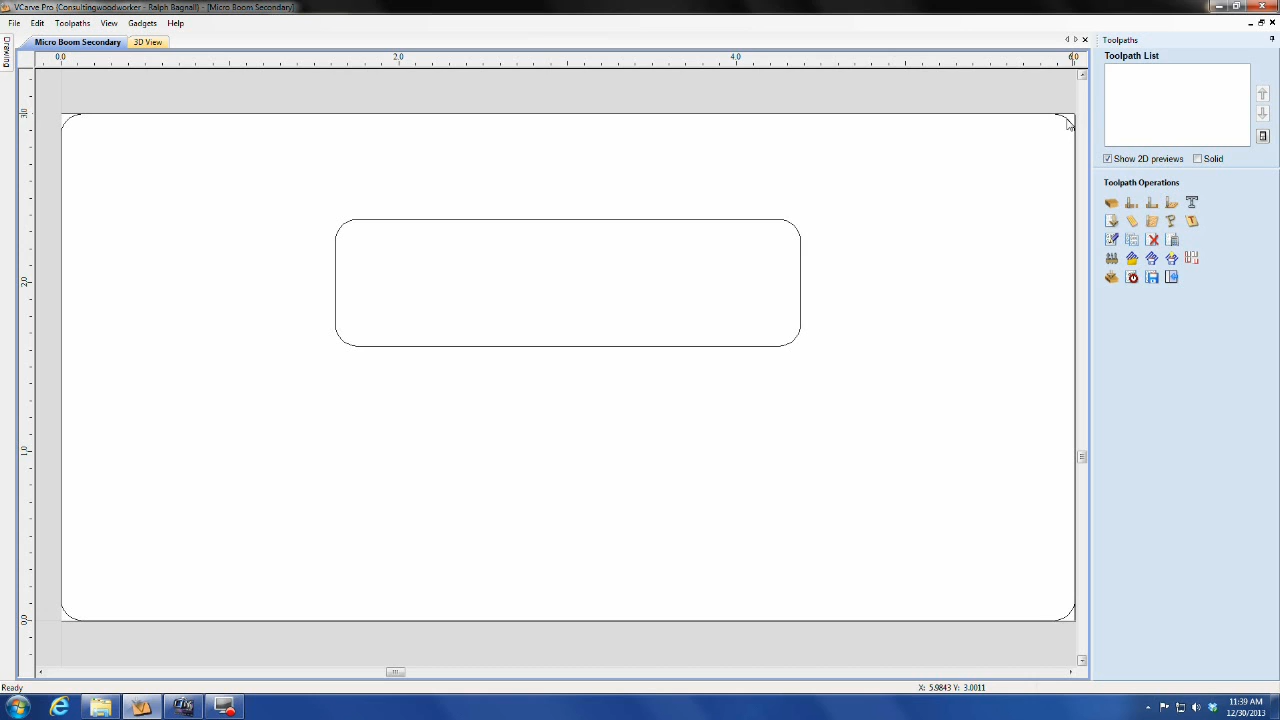 VCarve Pro (Consultingwoodworker - Ralph Bagnall) - [Micro Boom Secondary]
File Edit Toolpaths View Gadgets Help
Drawing
Micro Boom Secondary 3D View
0.0 2.0 4.0 6.0
3.0
2.0
1.0
0.0
Toolpaths
Toolpath List
Show 2D previews Solid
Toolpath Operations
Ready
X: 5.9843 Y: 3.0011
11:39 AM
12/30/2013